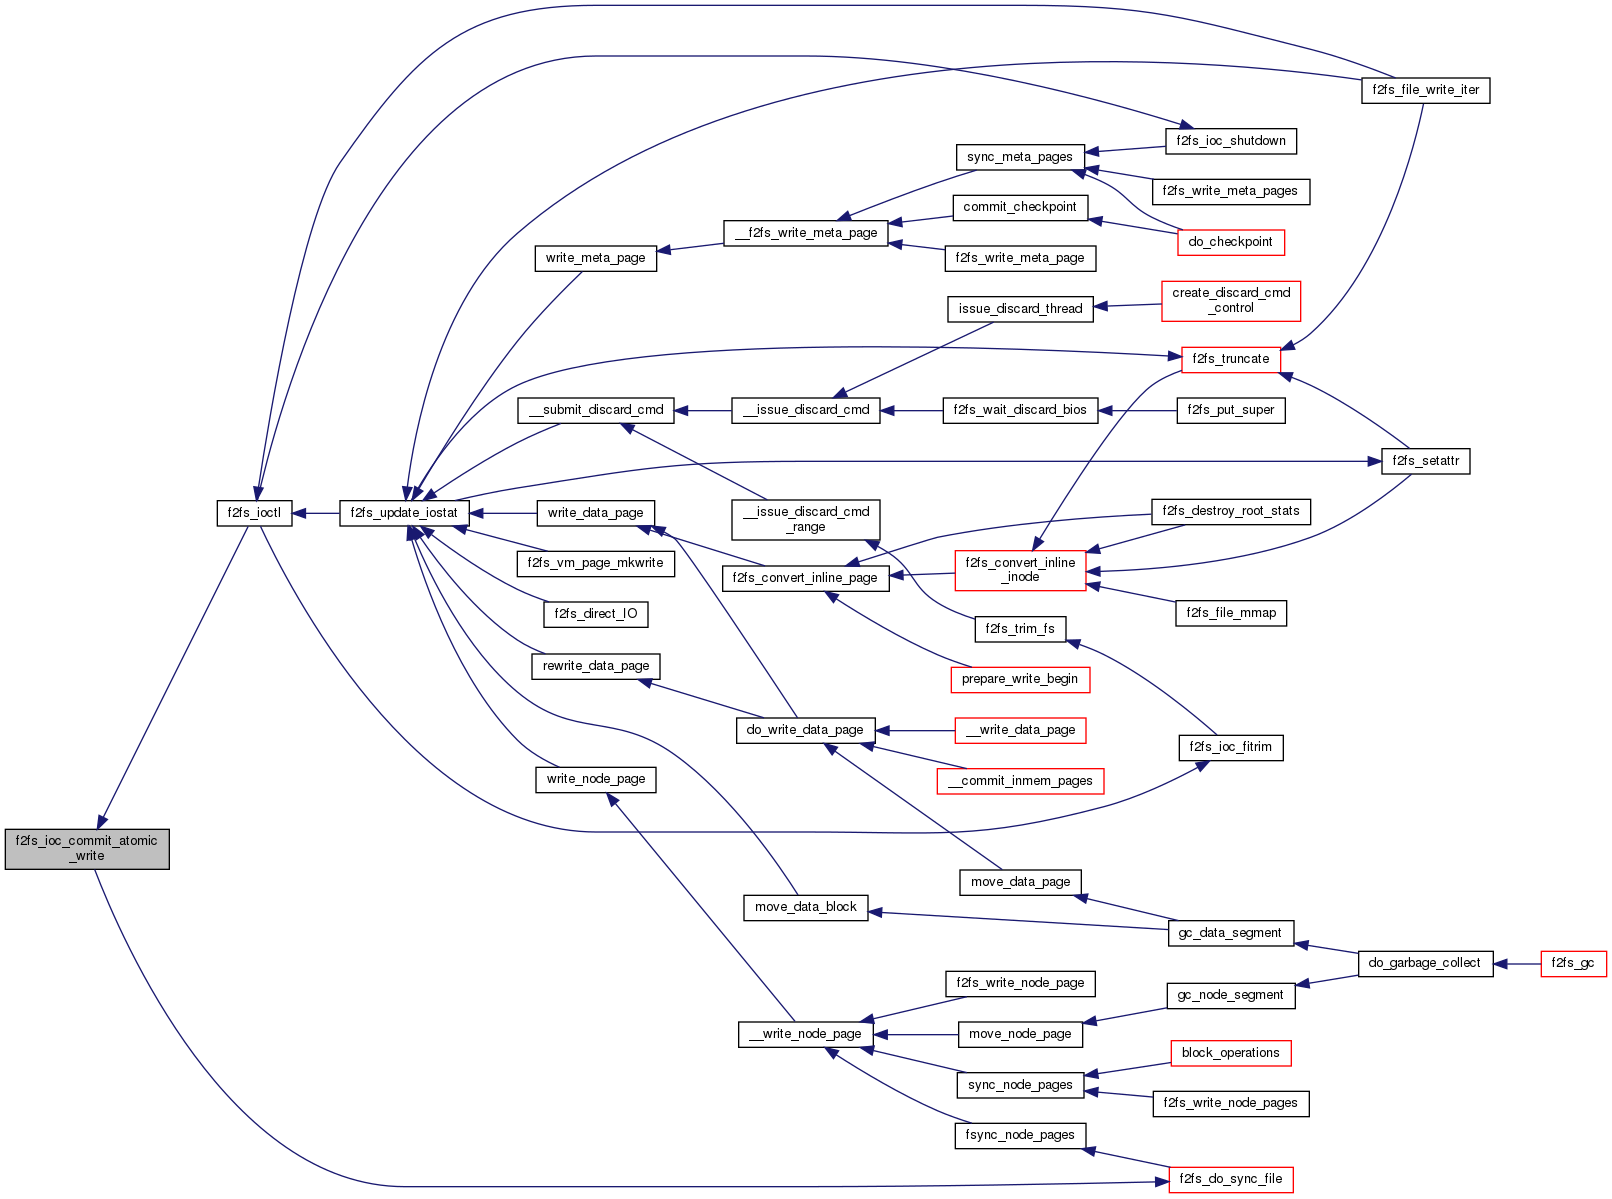 f2fs_file_write_iter
f2fs_ioc_shutdown
sync_meta_pages
f2fs_write_meta_pages
commit_checkpoint
__f2fs_write_meta_page
do_checkpoint
write_meta_page
f2fs_write_meta_page
create_discard_cmd
_control
issue_discard_thread
f2fs_truncate
__submit_discard_cmd
__issue_discard_cmd
f2fs_wait_discard_bios
f2fs_put_super
f2fs_setattr
f2fs_ioctl
f2fs_update_iostat
write_data_page
__issue_discard_cmd
_range
f2fs_destroy_root_stats
f2fs_vm_page_mkwrite
f2fs_convert_inline_page
f2fs_convert_inline
_inode
f2fs_direct_IO
f2fs_file_mmap
f2fs_trim_fs
rewrite_data_page
prepare_write_begin
do_write_data_page
__write_data_page
f2fs_ioc_fitrim
write_node_page
__commit_inmem_pages
f2fs_ioc_commit_atomic
_write
move_data_page
move_data_block
gc_data_segment
do_garbage_collect
f2fs_gc
f2fs_write_node_page
gc_node_segment
__write_node_page
move_node_page
block_operations
sync_node_pages
f2fs_write_node_pages
fsync_node_pages
f2fs_do_sync_file